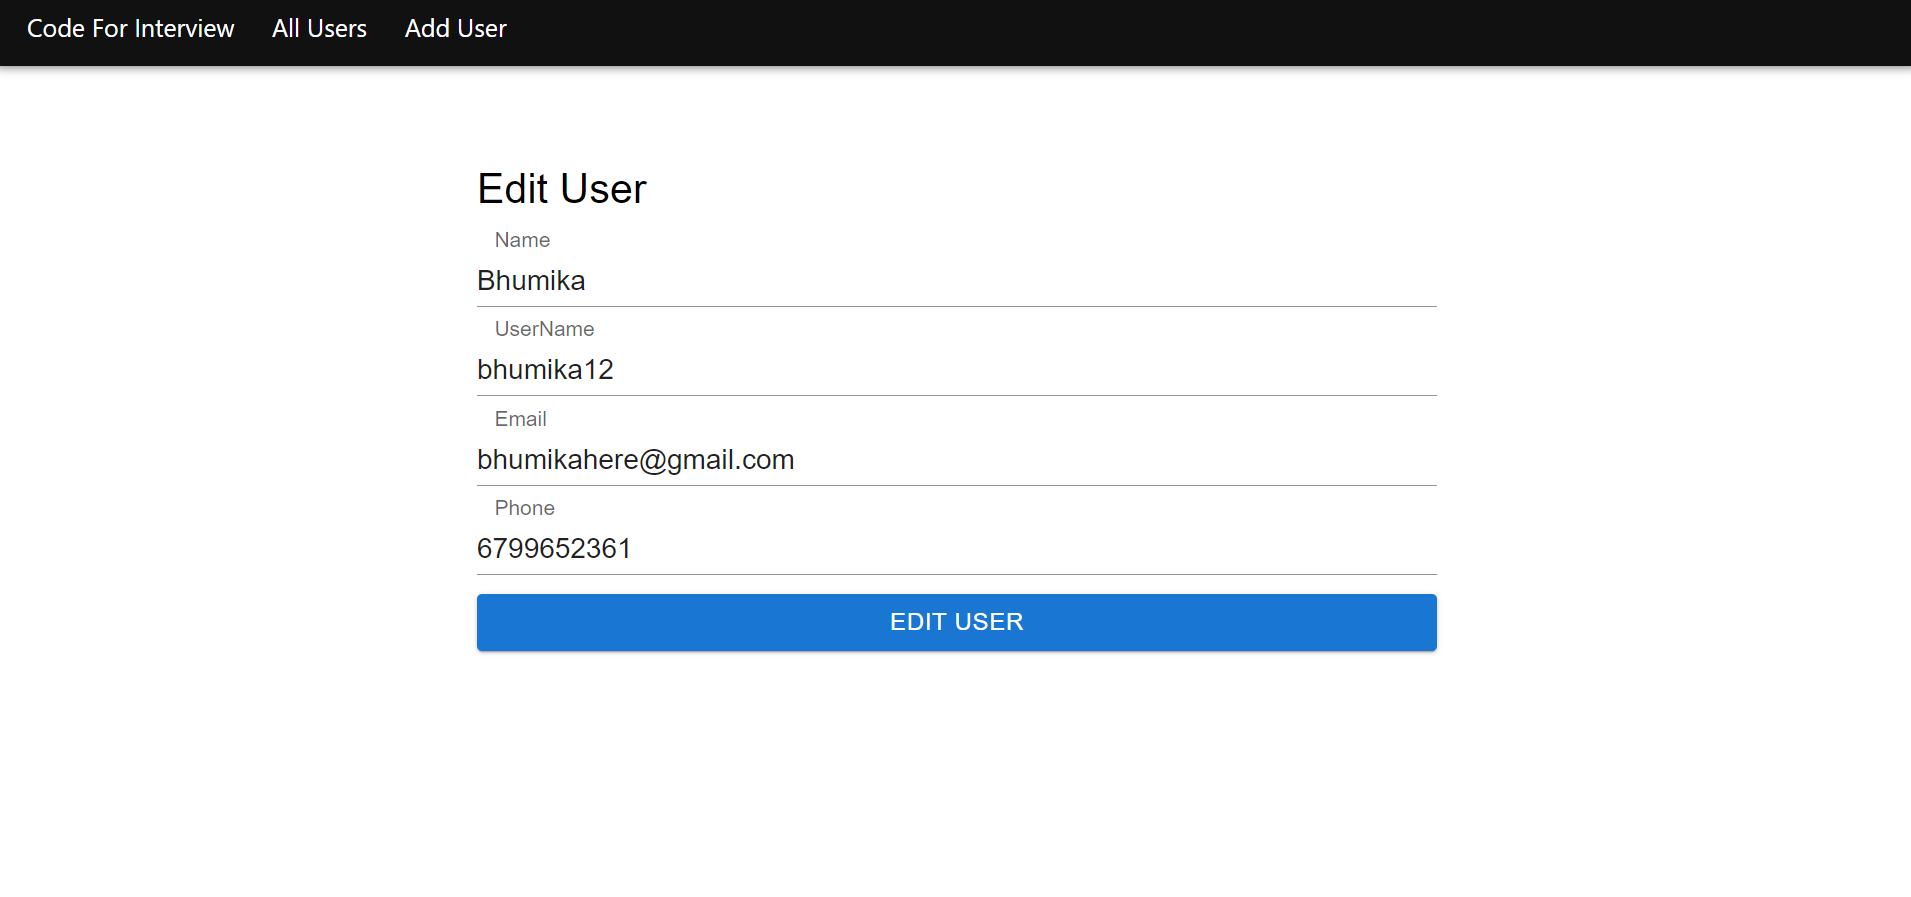 Code For Interview All Users Add User
Edit User
Name
Bhumika
UserName
bhumika12
Email
bhumikahere@gmail.com
Phone
6799652361
EDIT USER